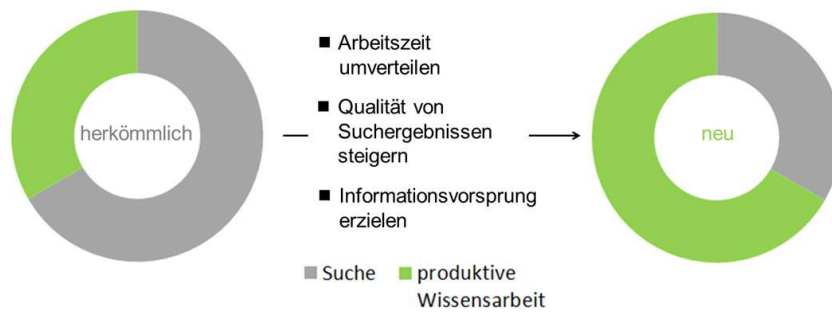 herkömmlich
■ Arbeitszeit
umverteilen
■ Qualität von
Suchergebnissen
steigern
■ Informationsvorsprung
erzielen
neu
Suche
produktive
Wissensarbeit